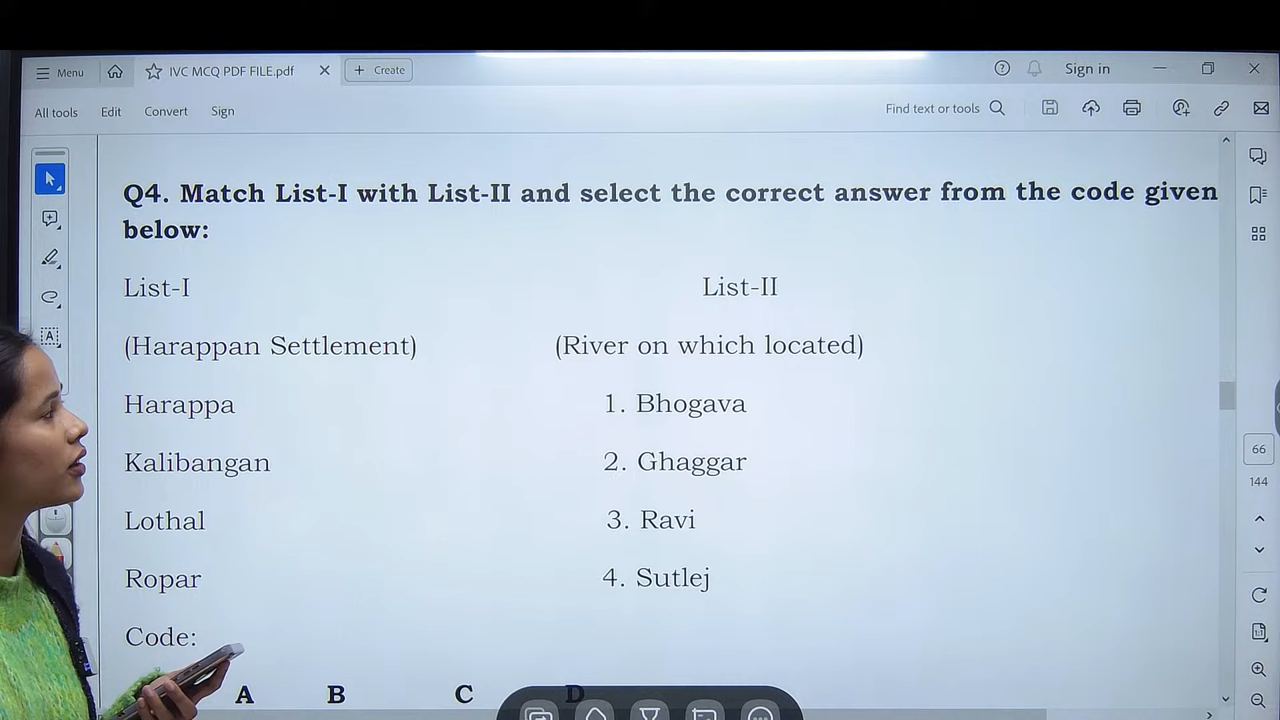 Menu
IVC MCQ PDF FILE.pdf
Create
Sign in
All tools
Edit
Convert
Sign
Find text or tools
Q4. Match List-I with List-II and select the correct answer from the code given
below:
List-I List-II
(Harappan Settlement) (River on which located)
Harappa 1. Bhogava
Kalibangan 2. Ghaggar
Lothal 3. Ravi
Ropar 4. Sutlej
Code:
A B C D
66
144